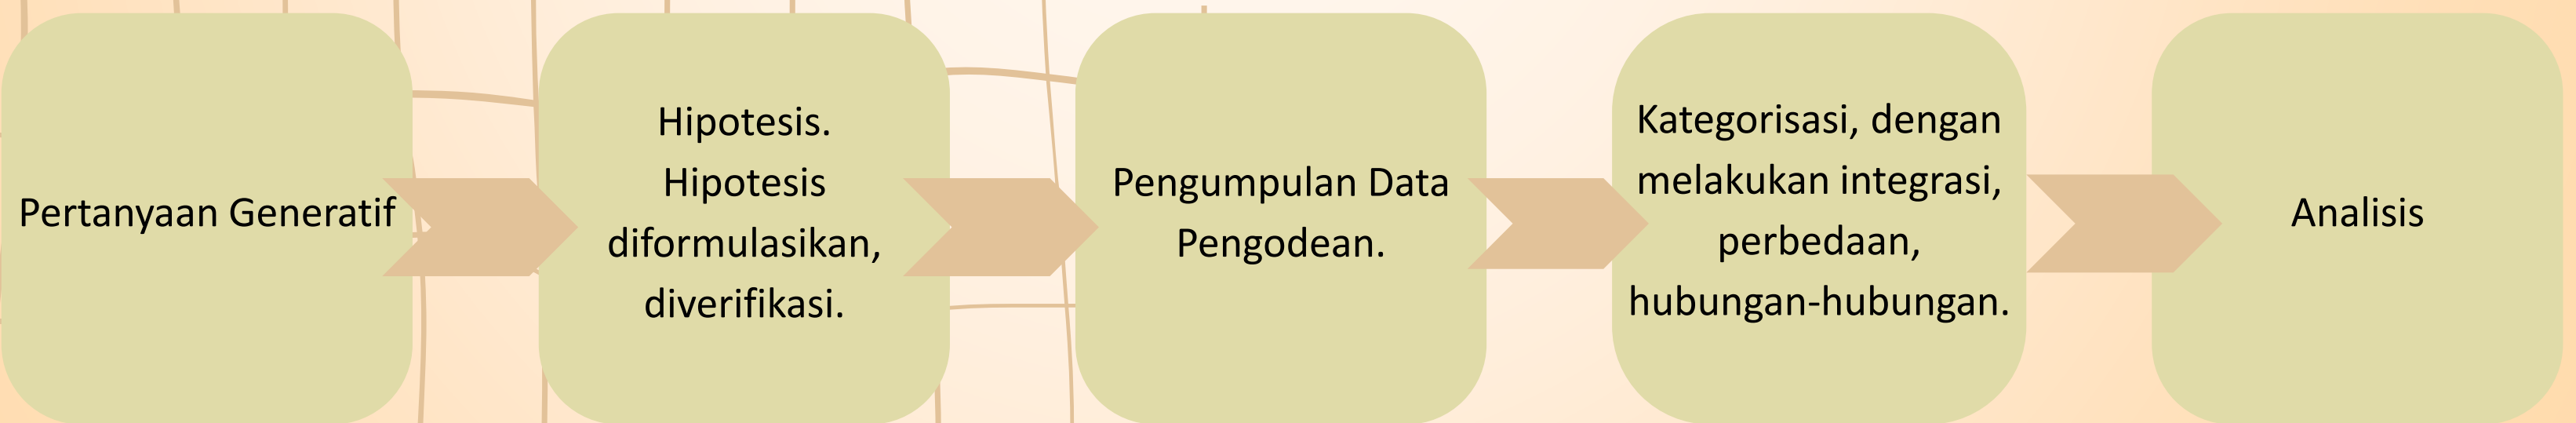 Pertanyaan Generatif
Hipotesis.
Hipotesis
diformulasikan,
diverifikasi.
Pengumpulan Data
Pengodean.
Kategorisasi, dengan
melakukan integrasi,
perbedaan,
hubungan-hubungan.
Analisis